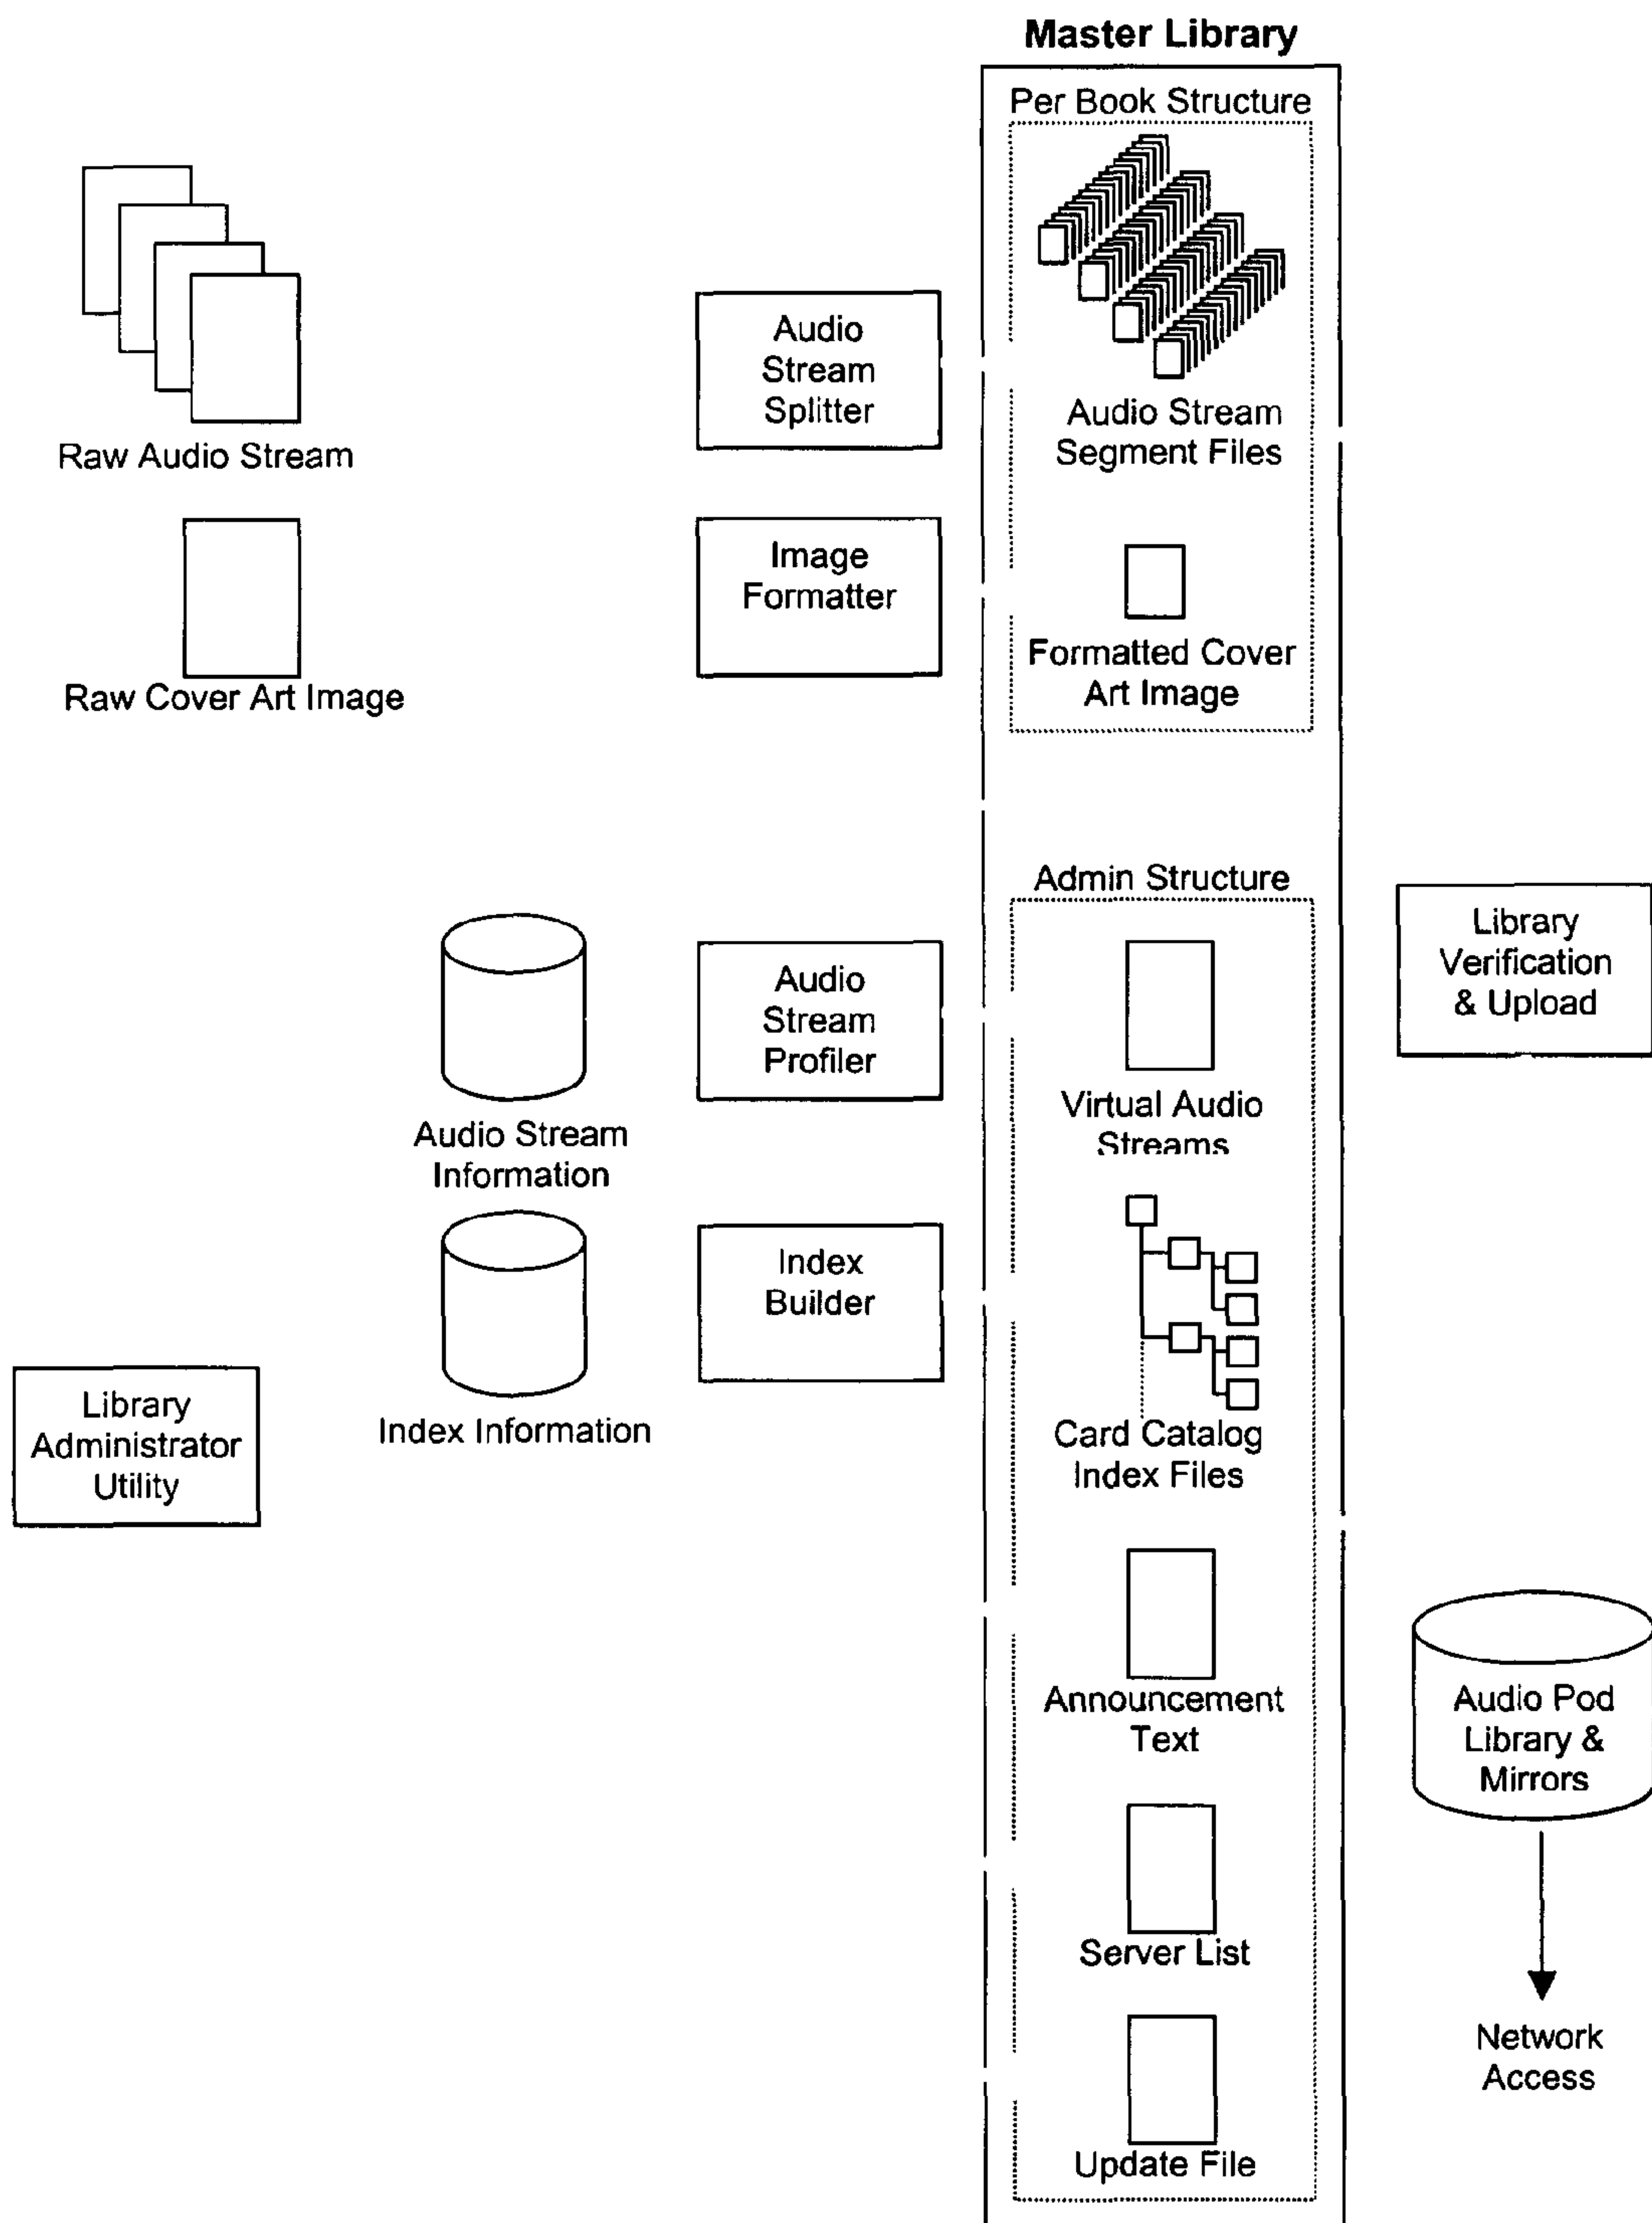 Master Library
Per Book Structure
Raw Audio Stream
Audio
Stream
Splitter
Audio Stream
Segment Files
Raw Cover Art Image
Image
Formatter
Formatted Cover
Art Image
Admin Structure
Audio Stream
Information
Audio
Stream
Profiler
Virtual Audio
Streams
Library
Verification
& Upload
Library
Administrator
Utility
Index Information
Index
Builder
Card Catalog
Index Files
Announcement
Text
Server List
Update File
Audio Pod
Library &
Mirrors
Network
Access